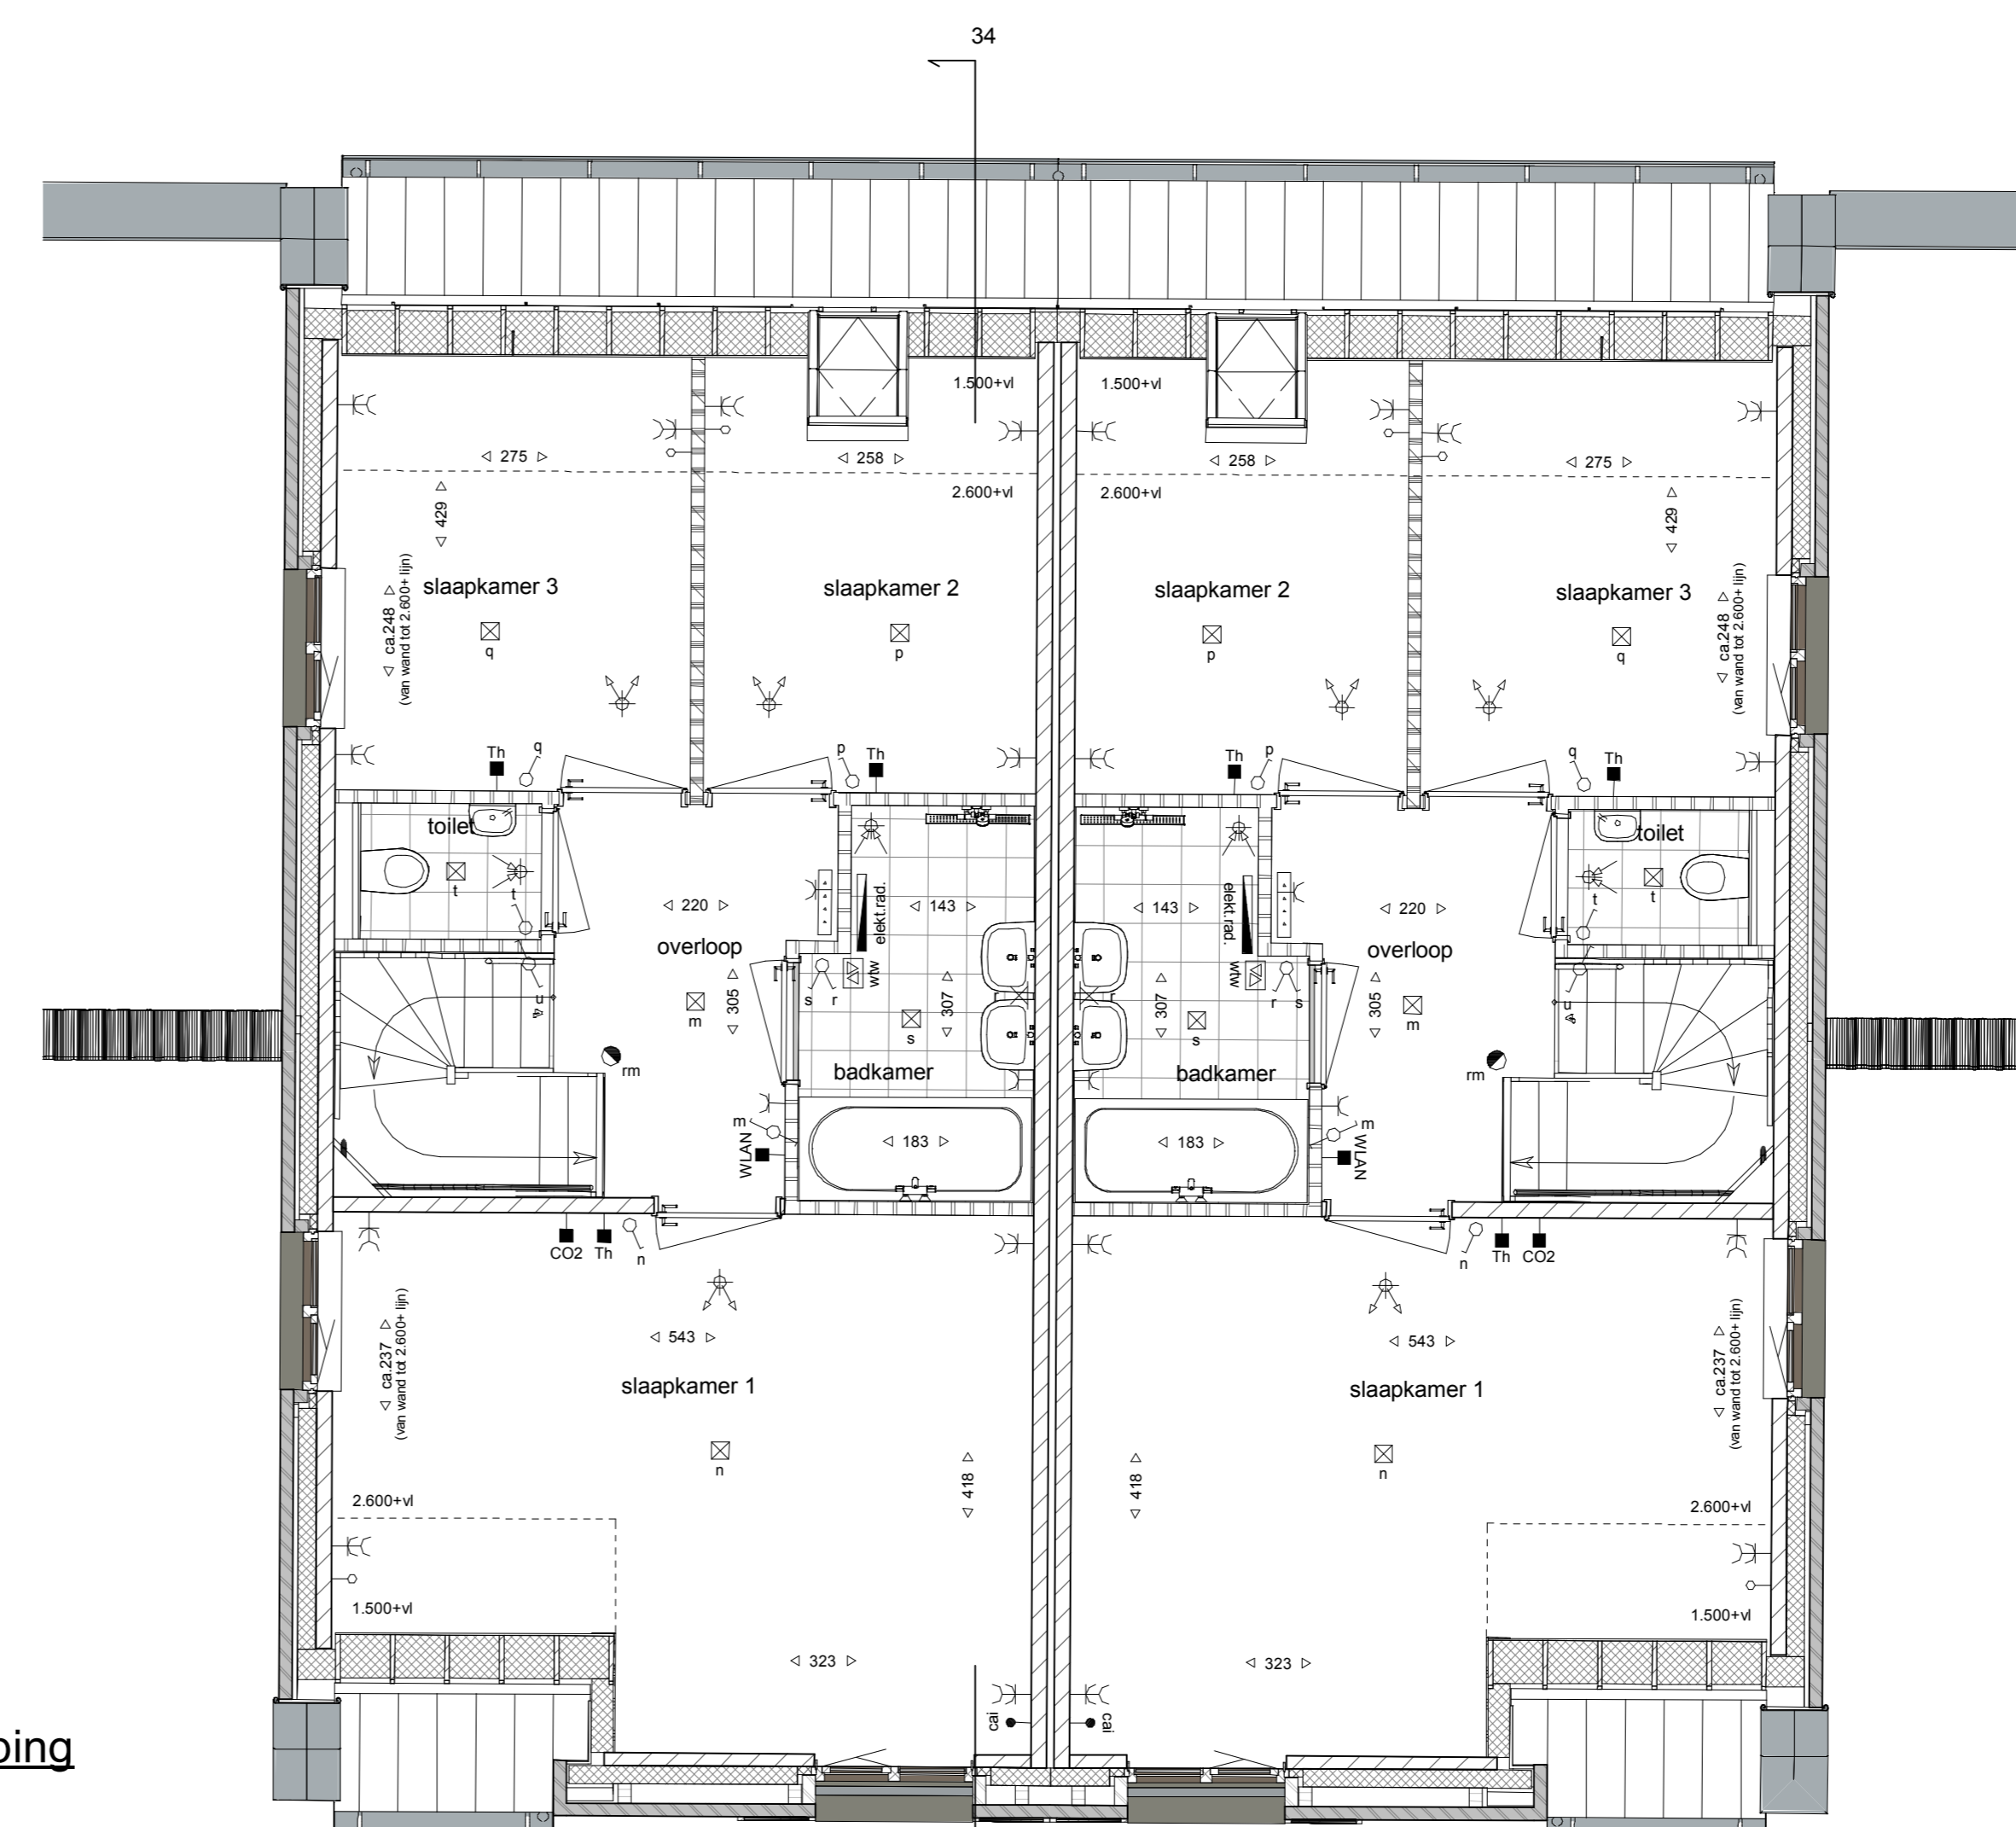 34
1.500+vl 1.500+vl
275 258 258 275
2.600+vl 2.600+vl
429 429
slaapkamer 3 slaapkamer 2 slaapkamer 2 slaapkamer 3
ca.248 ca.248
(van wand tot 2.600+ lijn) (van wand tot 2.600+ lijn)
q p p q
Th q p Th Th p q Th
toilet toilet
t t t t
elekt.rad. elekt.rad.
220 143 143 220
overloop overloop
s r wtw wtw r s
u 305 307 307 305 u
m s r s m
rm badkamer badkamer rm
m m
WLAN 183 183 WLAN
CO2 Th n n Th CO2
543 543
ca.237 ca.237
(van wand tot 2.600+ lijn) (van wand tot 2.600+ lijn)
slaapkamer 1 slaapkamer 1
n n
418 418
2.600+vl 2.600+vl
1.500+vl 1.500+vl
323 323
cai cai
ping